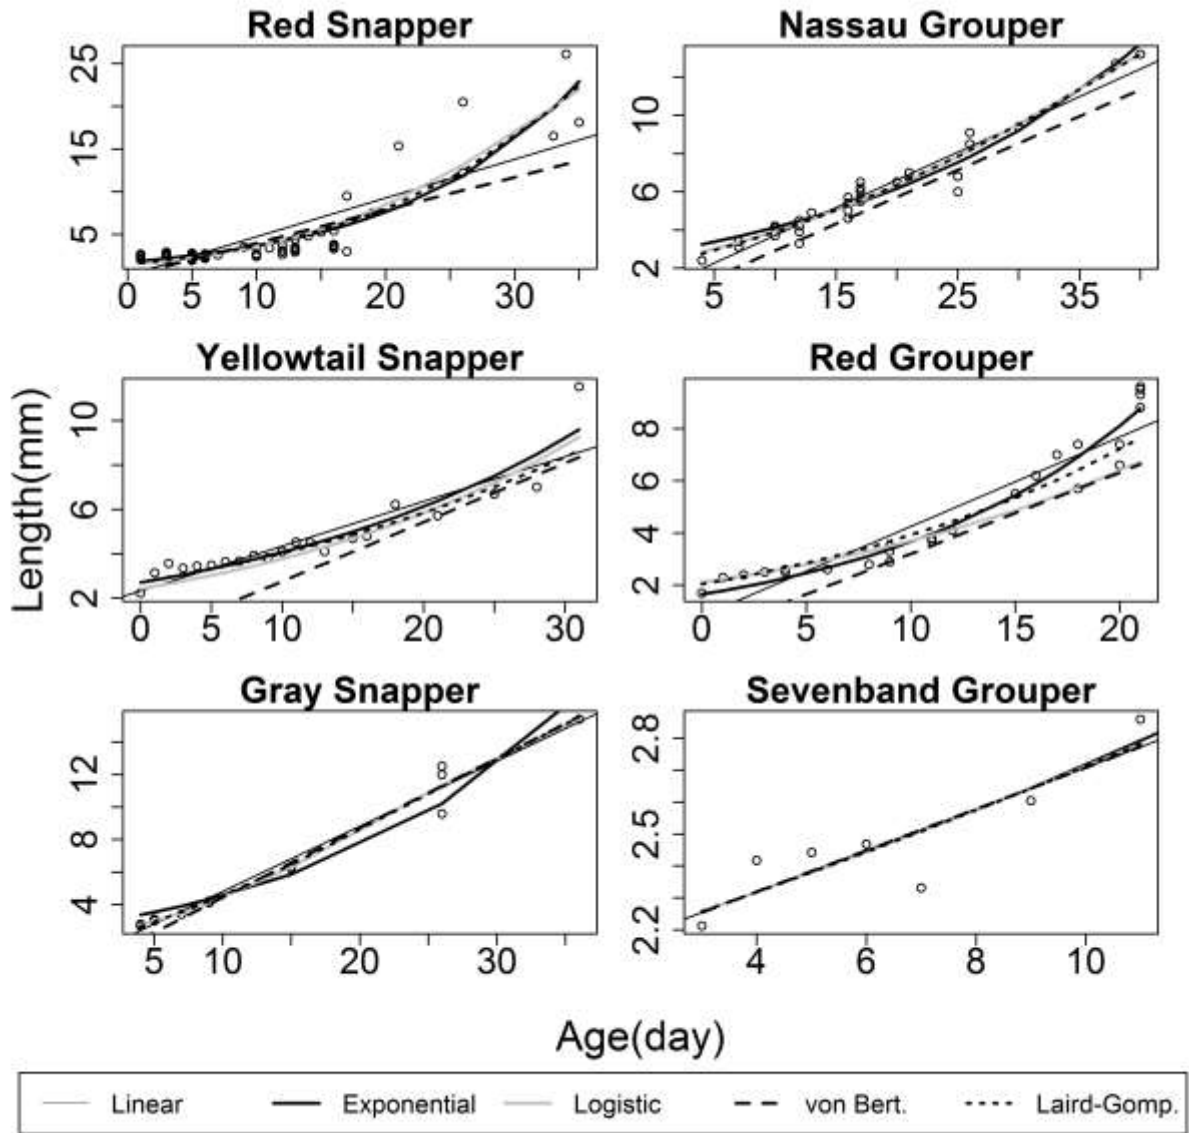 Red Snapper
Nassau Grouper
25
15
5
0 5 10 20 30
10
6
2
5 15 25 35
Yellowtail Snapper
Red Grouper
10
6
2
0 5 10 20 30
8
6
4
2
0 5 10 15 20
Gray Snapper
Sevenband Grouper
12
8
4
5 10 20 30
2.8
2.5
2.2
4 6 8 10
Length(mm)
Age(day)
Linear Exponential Logistic von Bert. Laird-Gomp.